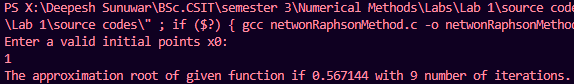 PS X:\Deepesh Sunuwar\BSc.CSIT\semester 3\Numerical Methods\Labs\Lab 1\source code
\Lab 1\source codes\" ; if ($?) { gcc netwonRaphsonMethod.c -o netwonRaphsonMethod
Enter a valid initial points x0:
1
The approximation root of given function if 0.567144 with 9 number of iterations.